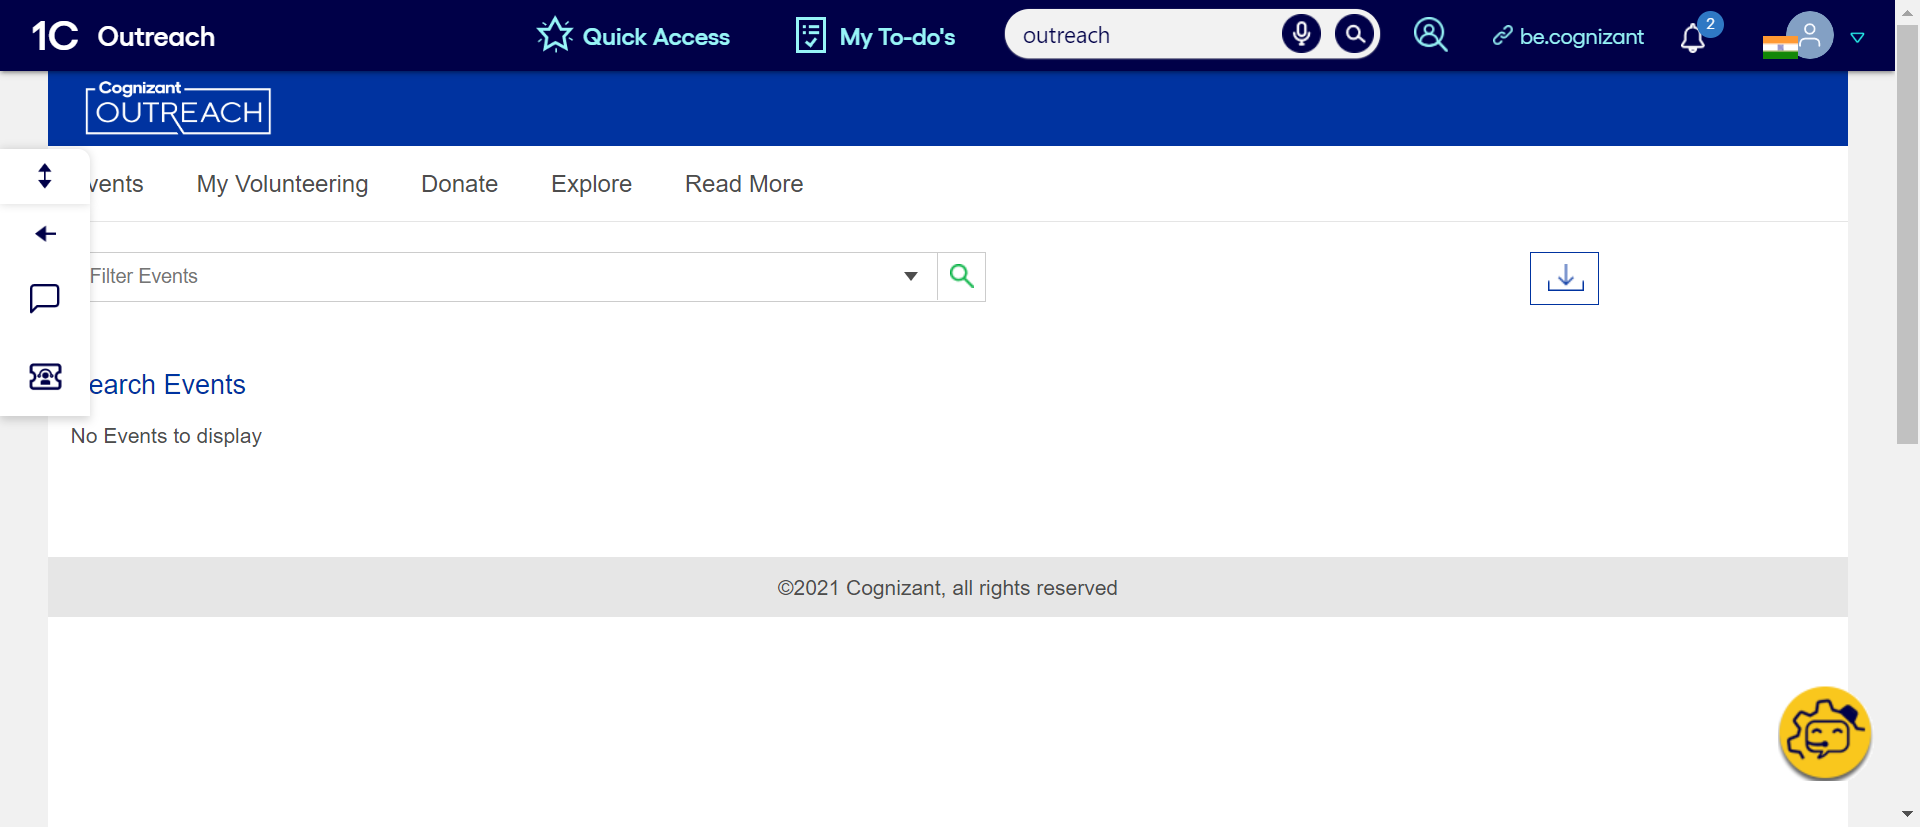 1C Outreach
Quick Access
My To-do's
outreach
be.cognizant
2
Cognizant
OUTREACH
vents
My Volunteering
Donate
Explore
Read More
Filter Events
earch Events
No Events to display
©2021 Cognizant, all rights reserved